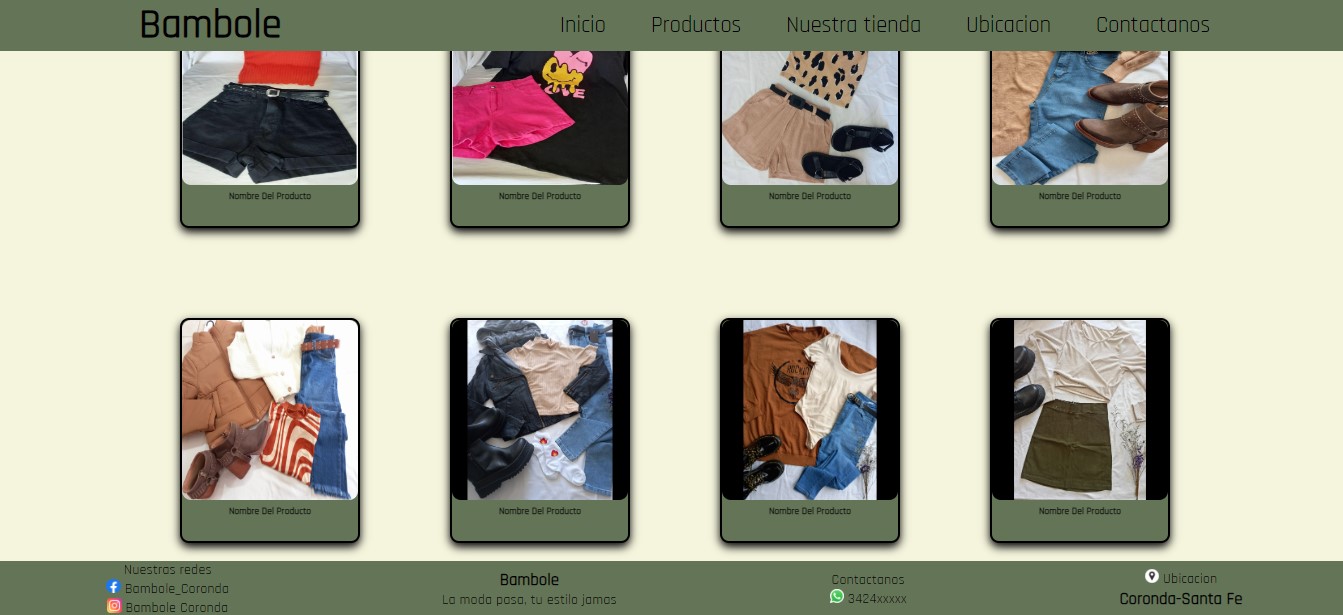 Bambole
Inicio Productos Nuestra tienda Ubicacion Contactanos
LOVE
Nombre Del Producto Nombre Del Producto Nombre Del Producto Nombre Del Producto
Nombre Del Producto Nombre Del Producto Nombre Del Producto Nombre Del Producto
Nuestras redes
Bambole_Coronda
Bambole Coronda
Bambole
La moda pasa, tu estilo jamas
Contactanos
3424xxxxx
Ubicacion
Coronda-Santa Fe